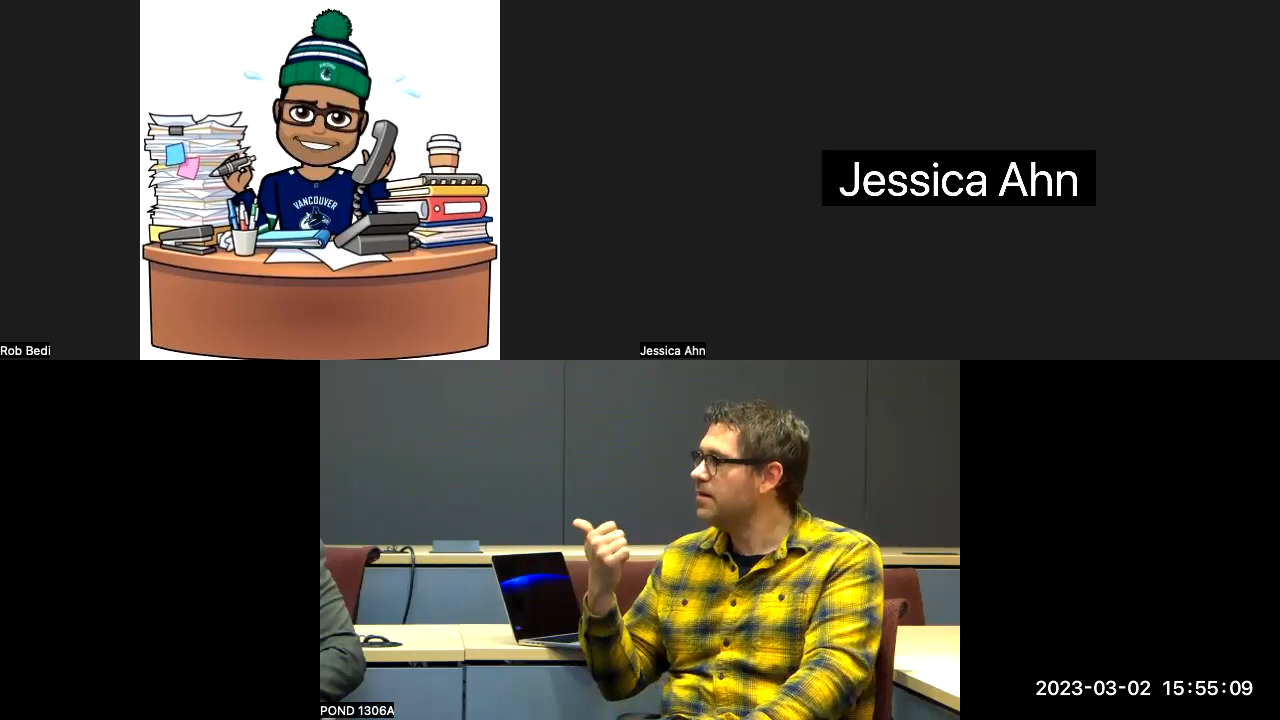 VANCOUVER
Jessica Ahn
Rob Bedi
Jessica Ahn
POND 1306A
2023-03-02 15:55:09